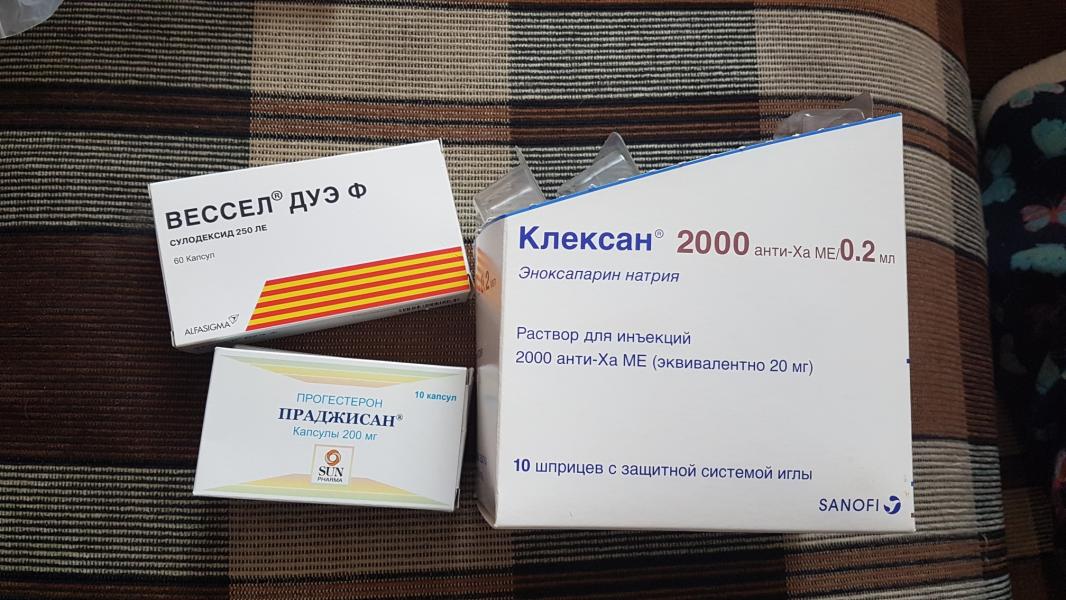 ВЕССЕЛ® ДУЭ Ф
СУЛОДЕКСИД 250 ЛЕ
60 Капсул
ALFASIGMA
ПРОГЕСТЕРОН
10 капсул
ПРАДЖИСАН®
Капсулы 200 мг
SUN
PHARMA
Клексан® 2000 анти-Ха МЕ/0.2 мл
Эноксапарин натрия
Раствор для инъекций
2000 анти-Ха МЕ (эквивалентно 20 мг)
10 шприцев с защитной системой иглы
SANOFI